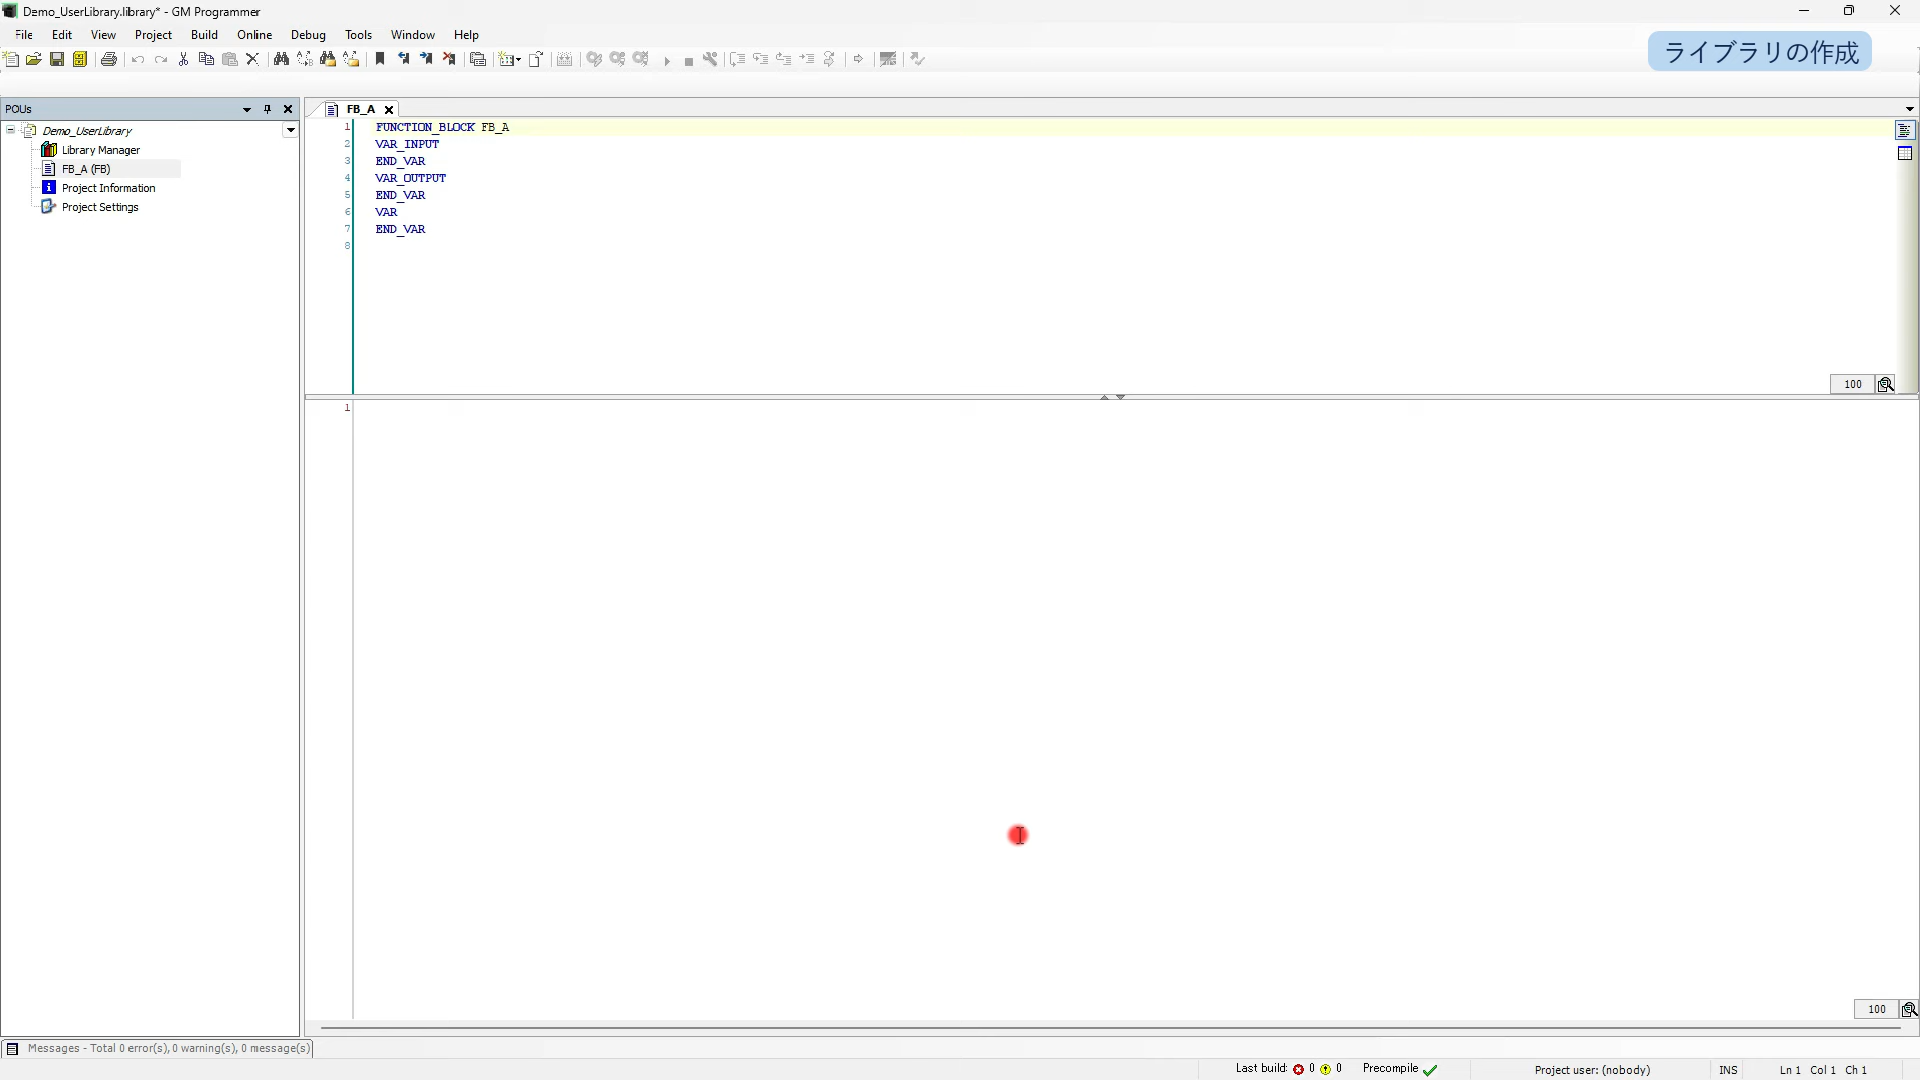 Demo_UserLibrary.library* - GM Programmer
File Edit View Project Build Online Debug Tools Window Help
ライブラリの作成
POUs
FB_A
Demo_UserLibrary
Library Manager
FB_A (FB)
Project Information
Project Settings
1 FUNCTION_BLOCK FB_A
2 VAR_INPUT
3 END_VAR
4 VAR_OUTPUT
5 END_VAR
6 VAR
7 END_VAR
8
100
1
100
Messages - Total 0 error(s), 0 warning(s), 0 message(s)
Last build: 0 0 Precompile Project user: (nobody) INS Ln 1 Col 1 Ch 1